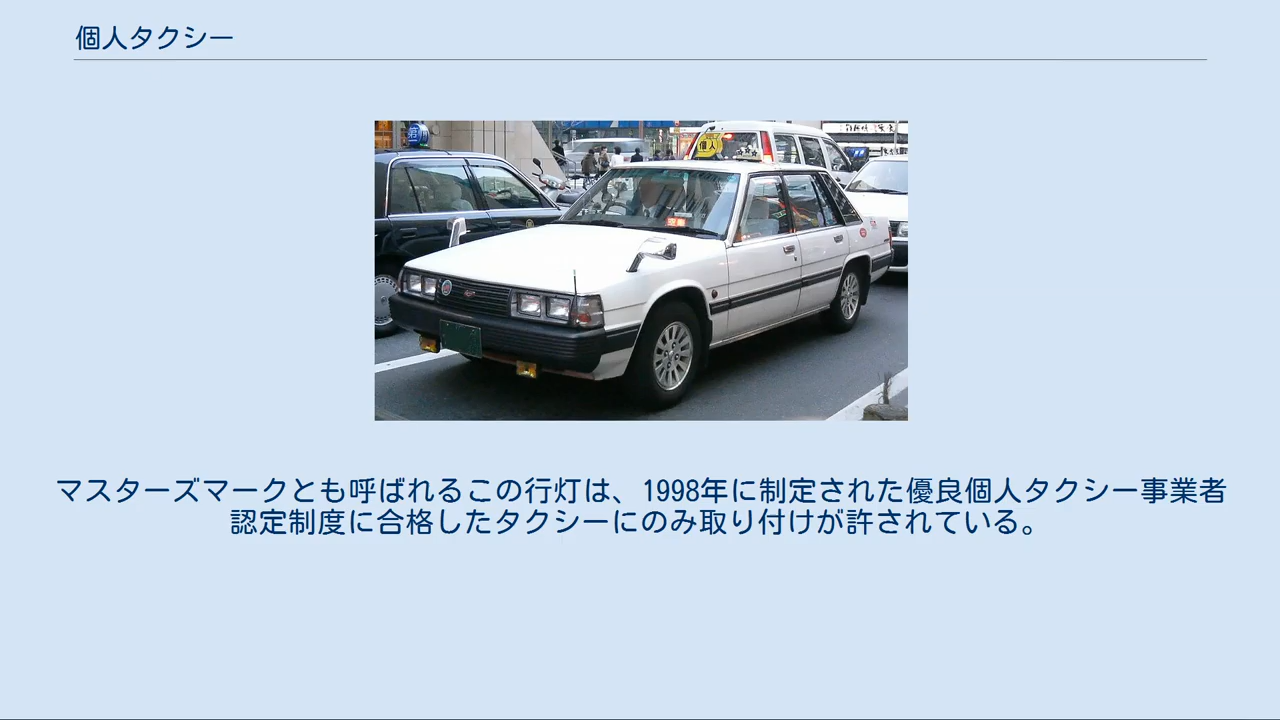 個人タクシー
個人
マスターズマークとも呼ばれるこの行灯は、1998年に制定された優良個人タクシー事業者
認定制度に合格したタクシーにのみ取り付けが許されている。